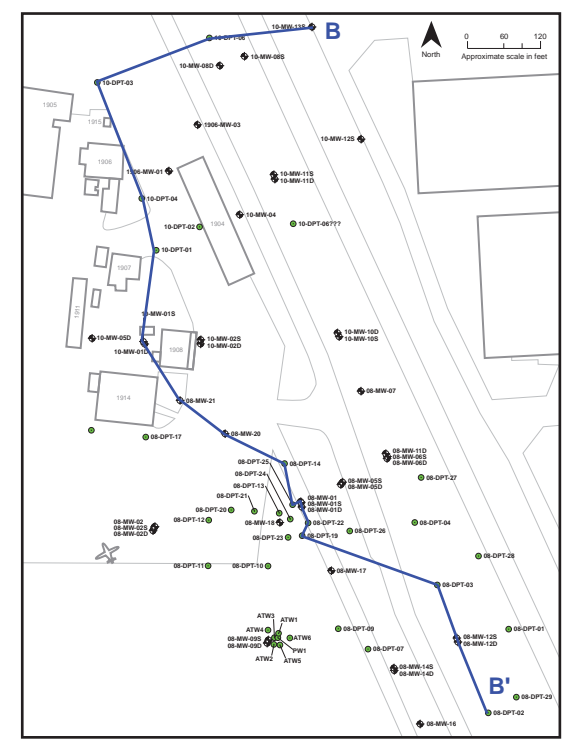 10-MW-13S
B
10-DPT-06
North
0 60 120
Approximate scale in feet
10-MW-08S
10-MW-08D
10-DPT-03
1905
1915
1906-MW-03
10-MW-12S
1906
1906-MW-01
10-MW-11S
10-MW-11D
10-DPT-04
10-MW-04
10-DPT-02
1904
10-DPT-06???
10-DPT-01
1907
1911
10-MW-01S
10-MW-05D
10-MW-01D
1908
10-MW-02S
10-MW-02D
10-MW-10D
10-MW-10S
1914
08-MW-21
08-MW-07
08-DPT-17
08-MW-20
08-DPT-25
08-DPT-14
08-DPT-24
08-DPT-13
08-DPT-21
08-MW-11D
08-MW-06S
08-MW-06D
08-DPT-27
08-MW-05S
08-MW-05D
08-MW-01
08-MW-01S
08-MW-01D
08-DPT-20
08-DPT-12
08-MW-18
08-DPT-22
08-DPT-04
08-MW-02
08-MW-02S
08-MW-02D
08-DPT-26
08-DPT-23
08-DPT-19
08-DPT-28
08-DPT-11
08-DPT-10
08-MW-17
08-DPT-03
ATW3
ATW1
ATW4
08-DPT-09
08-DPT-01
08-MW-09S
08-MW-09D
ATW6
PW1
ATW2
ATW5
08-MW-12S
08-MW-12D
08-DPT-07
08-MW-14S
08-MW-14D
B'
08-DPT-29
08-DPT-02
08-MW-16